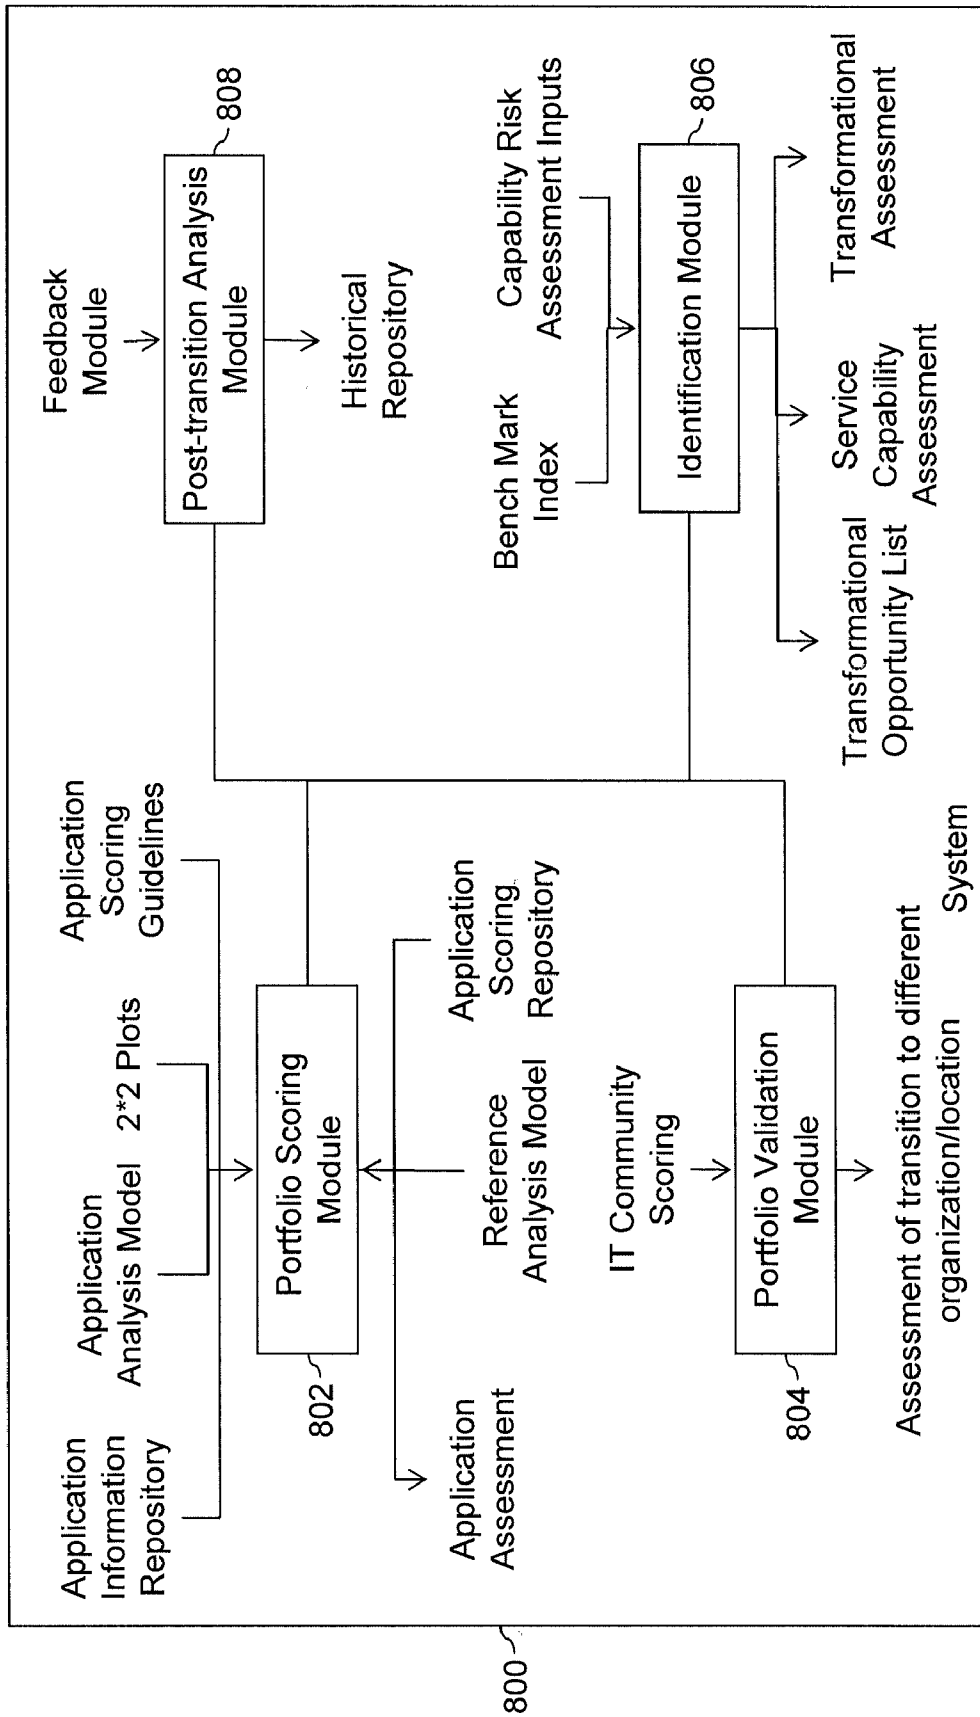 Application
Information
Repository
Application
Analysis Model
2*2 Plots
Application
Scoring
Guidelines
802
Portfolio Scoring
Module
Application
Assessment
Reference
Analysis Model
Application
Scoring
Repository
IT Community
Scoring
804
Portfolio Validation
Module
Assessment of transition to different
organization/location
Feedback
Module
Post-transition Analysis
Module
808
Historical
Repository
Bench Mark
Index
Capability Risk
Assessment Inputs
Identification Module
806
Transformational
Opportunity List
Service
Capability
Assessment
Transformational
Assessment
System
800